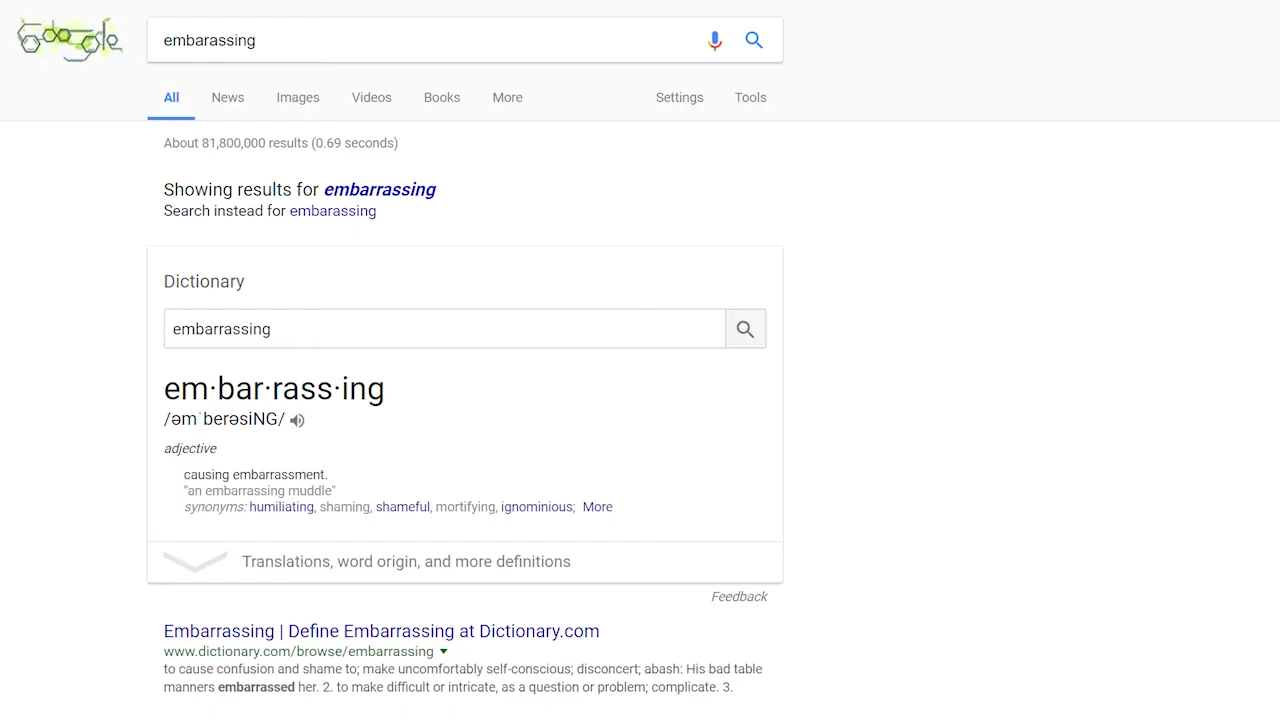 Google
embarassing
All News Images Videos Books More Settings Tools
About 81,800,000 results (0.69 seconds)
Showing results for embarrassing
Search instead for embarassing
Dictionary
embarrassing
em·bar·rass·ing
/əmˈberəsiNG/
adjective
causing embarrassment.
"an embarrassing muddle"
synonyms: humiliating, shaming, shameful, mortifying, ignominious; More
Translations, word origin, and more definitions
Feedback
Embarrassing | Define Embarrassing at Dictionary.com
www.dictionary.com/browse/embarrassing
to cause confusion and shame to; make uncomfortably self-conscious; disconcert; abash: His bad table
manners embarrassed her. 2. to make difficult or intricate, as a question or problem; complicate. 3.